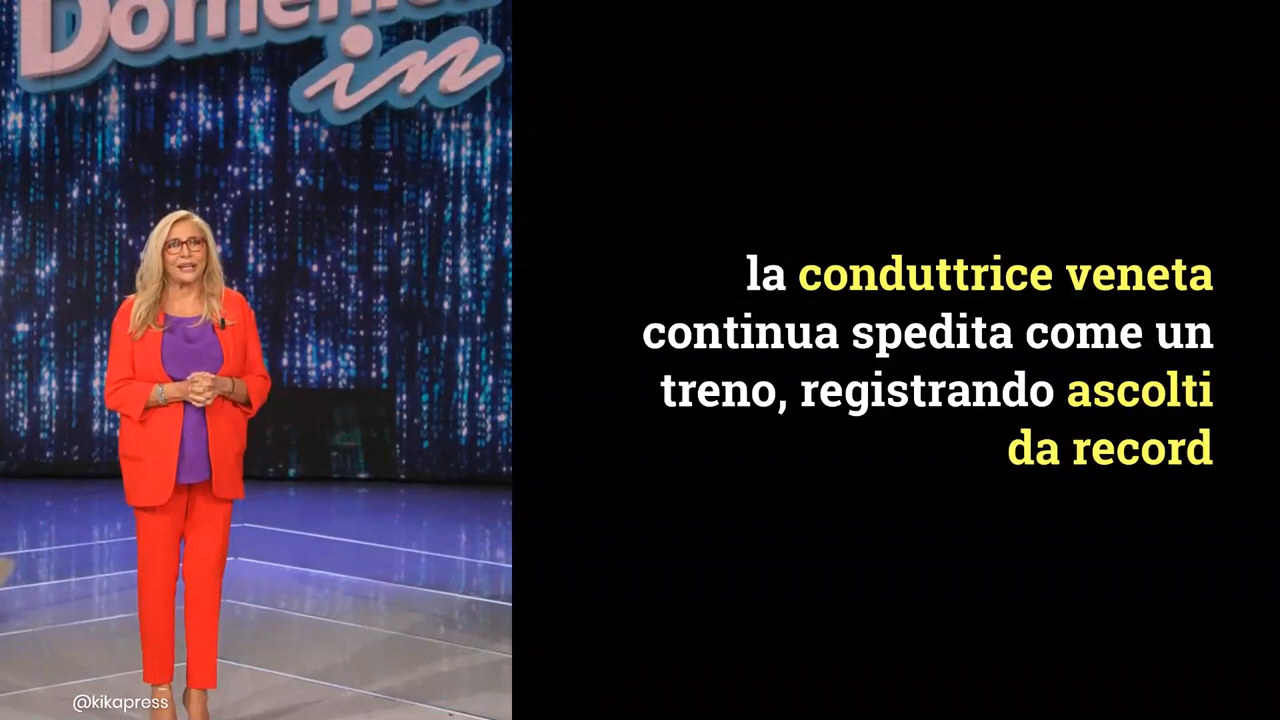 Domenica
in
la conduttrice veneta
continua spedita come un
treno, registrando ascolti
da record
@kikapress